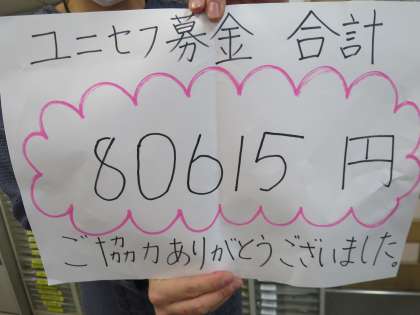 ユニセフ募金 合計
80615 円
ご協力ありがとうございました。